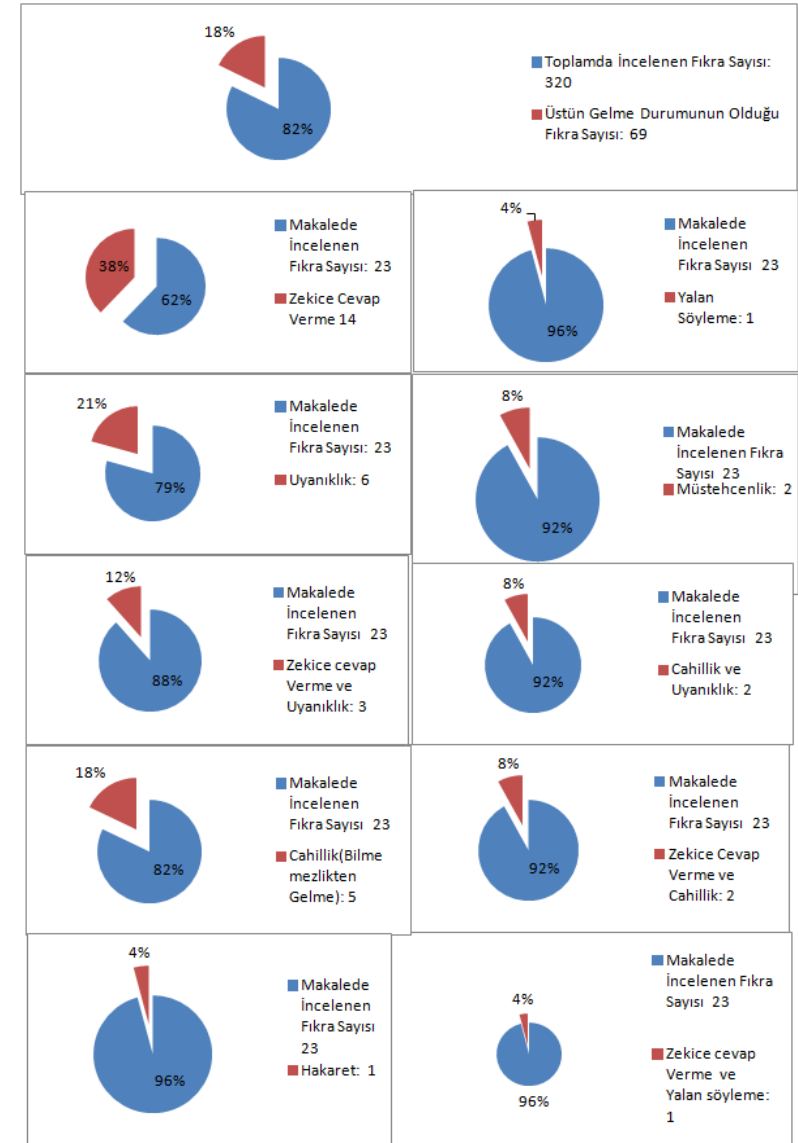 18%
82%
Toplamda İncelenen Fıkra Sayısı:
320
Üstün Gelme Durumunun Olduğu
Fıkra Sayısı: 69
38%
62%
Makalede
İncelenen
Fıkra Sayısı: 23
Zekice Cevap
Verme 14
4%
96%
Makalede
İncelenen
Fıkra Sayısı 23
Yalan
Söyleme: 1
21%
79%
Makalede
İncelenen
Fıkra Sayısı: 23
Uyanıklık: 6
8%
92%
Makalede
İncelenen Fıkra
Sayısı 23
Müstehcenlik: 2
12%
88%
Makalede
İncelenen
Fıkra Sayısı 23
Zekice cevap
Verme ve
Uyanıklık: 3
8%
92%
Makalede
İncelenen
Fıkra Sayısı 23
Cahillik ve
Uyanıklık: 2
18%
82%
Makalede
İncelenen
Fıkra Sayısı 23
Cahillik(Bilme
mezlikten
Gelme): 5
8%
92%
Makalede
İncelenen
Fıkra Sayısı 23
Zekice Cevap
Verme ve
Cahillik: 2
4%
96%
Makalede
İncelenen
Fıkra Sayısı
23
Hakaret: 1
4%
96%
Makalede
İncelenen Fıkra
Sayısı 23
Zekice cevap
Verme ve
Yalan söyleme:
1